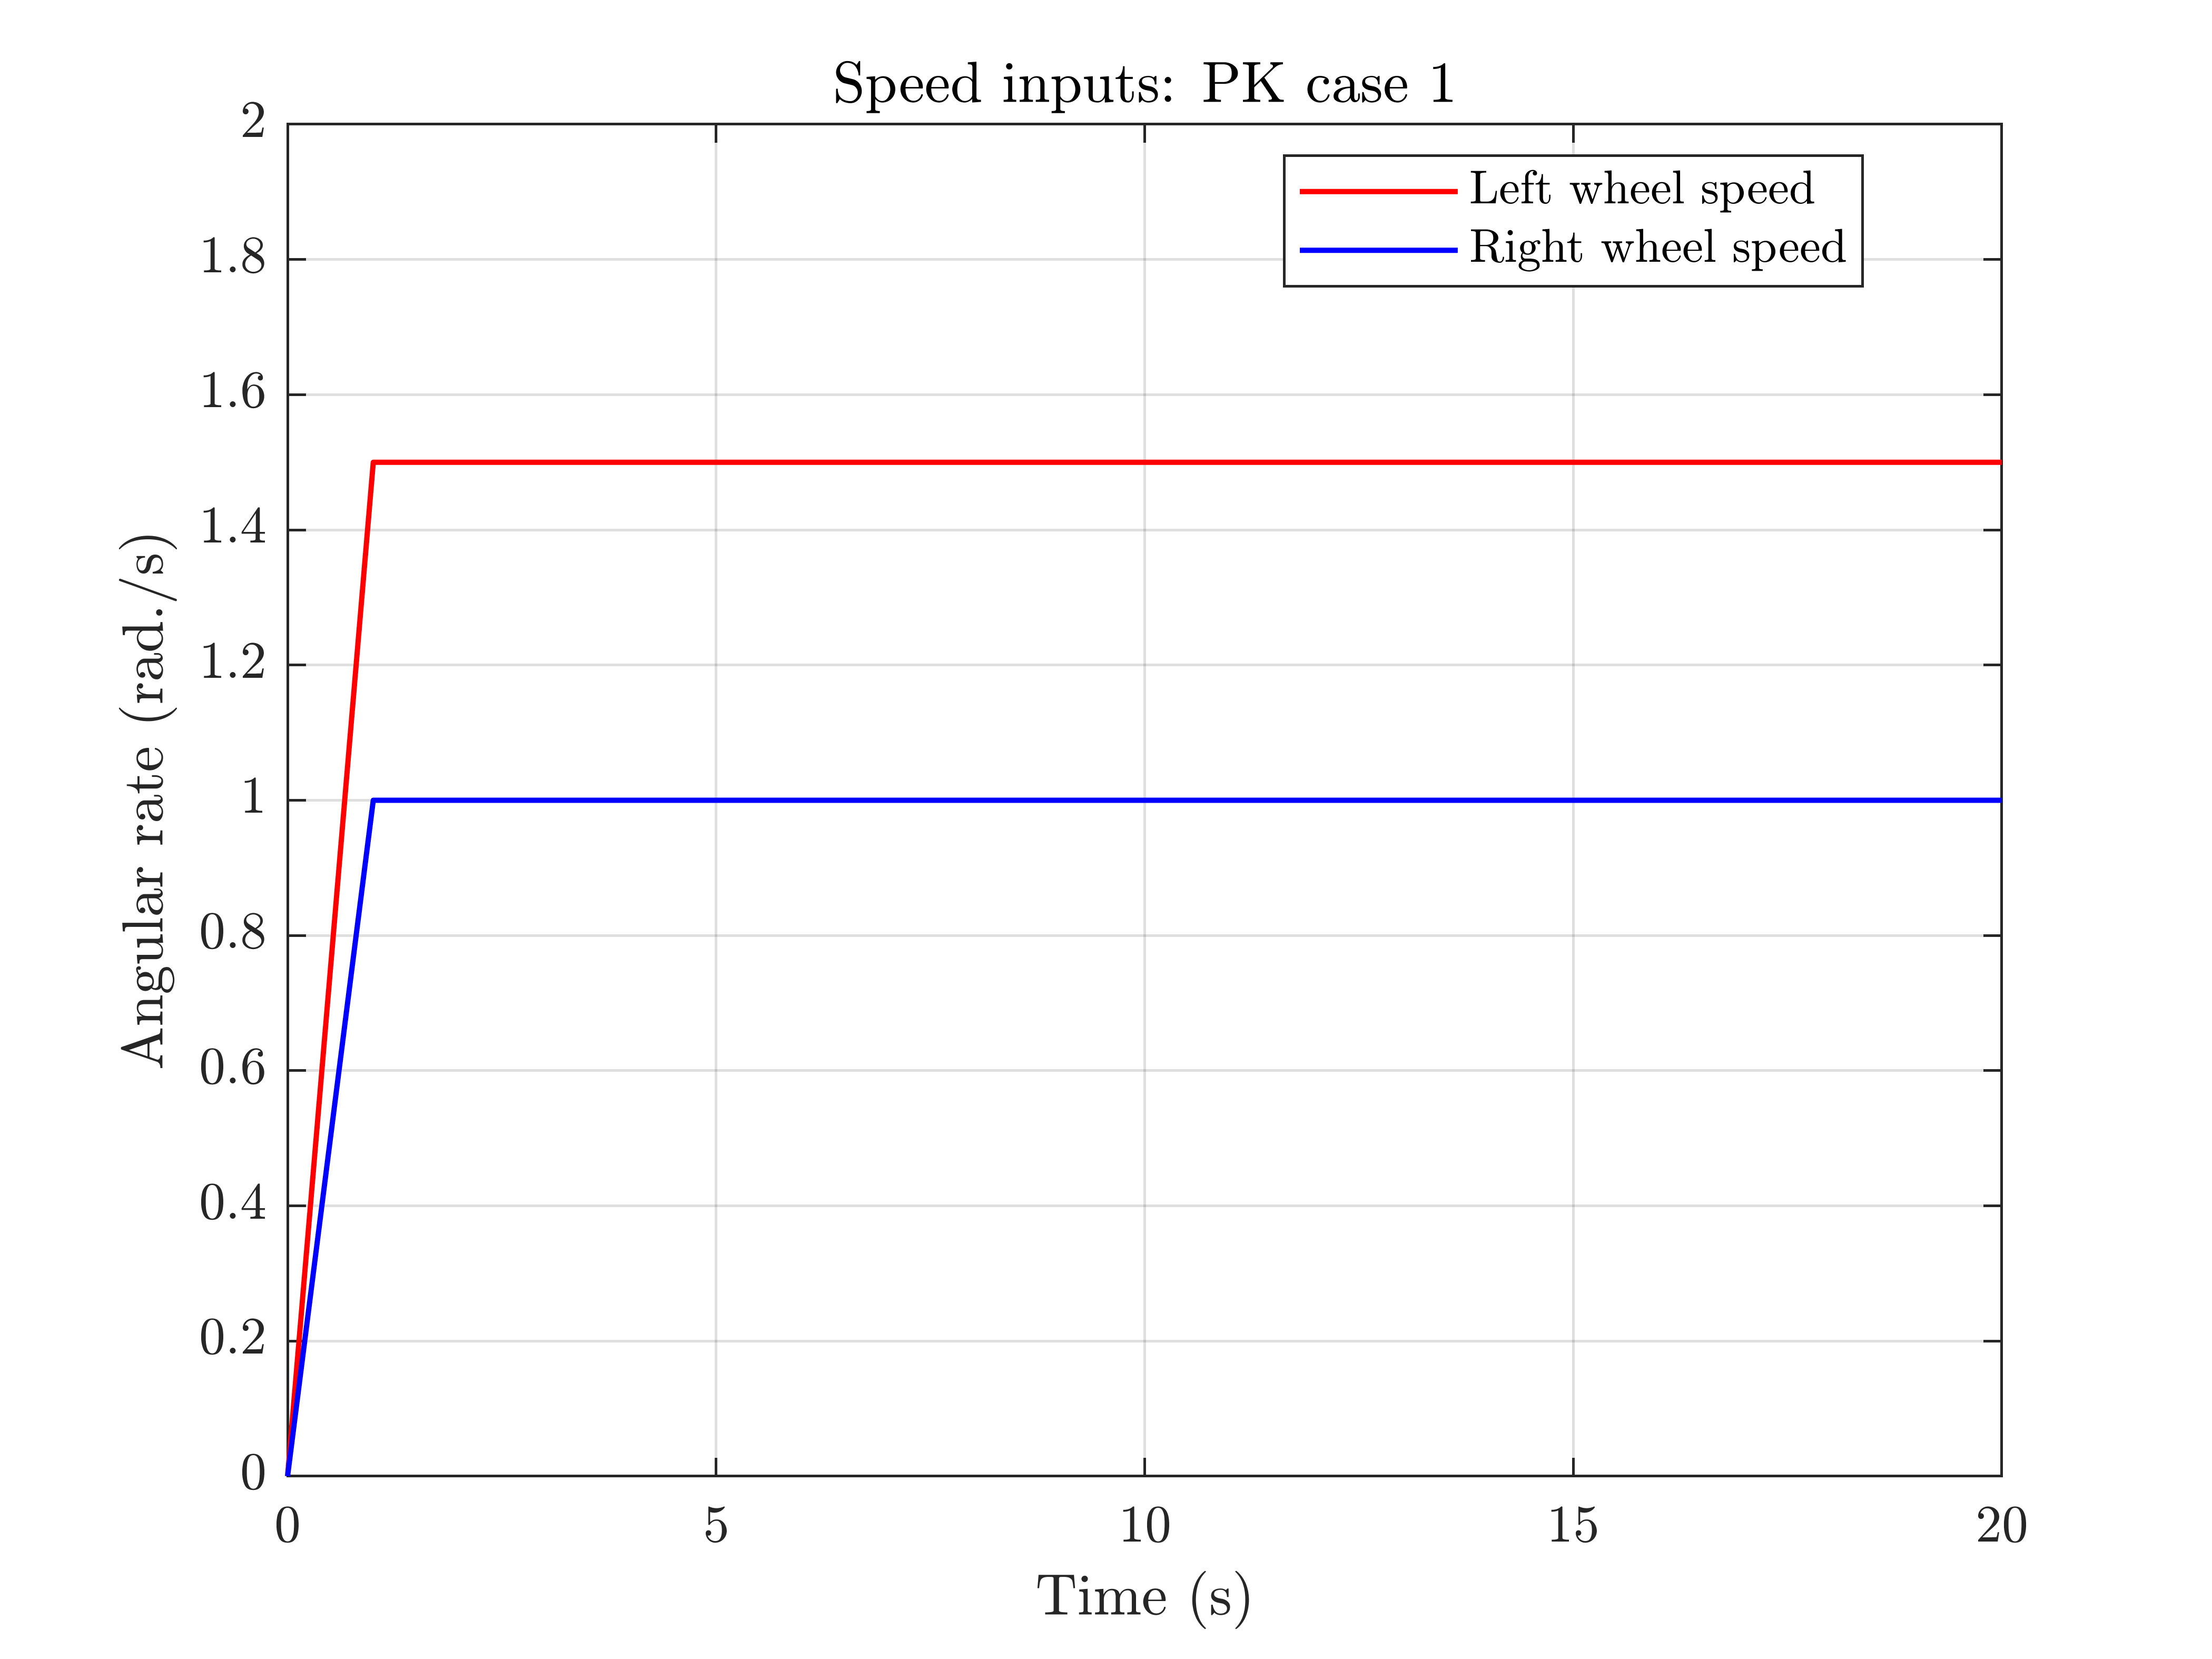 Speed inputs: PK case 1
Left wheel speed
Right wheel speed
2
1.8
1.6
1.4
1.2
1
0.8
0.6
0.4
0.2
0
Angular rate (rad./s)
0 5 10 15 20
Time (s)